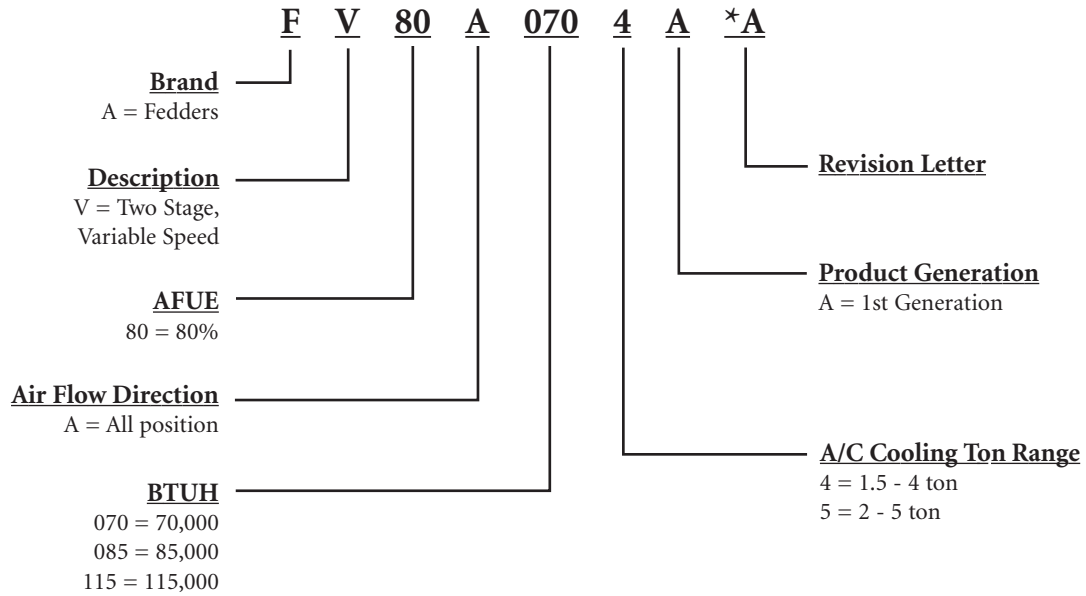 F V 80 A 070 4 A *A
Brand
A = Fedders
Description
V = Two Stage,
Variable Speed
AFUE
80 = 80%
Air Flow Direction
A = All position
BTUH
070 = 70,000
085 = 85,000
115 = 115,000
Revision Letter
Product Generation
A = 1st Generation
A/C Cooling Ton Range
4 = 1.5 - 4 ton
5 = 2 - 5 ton